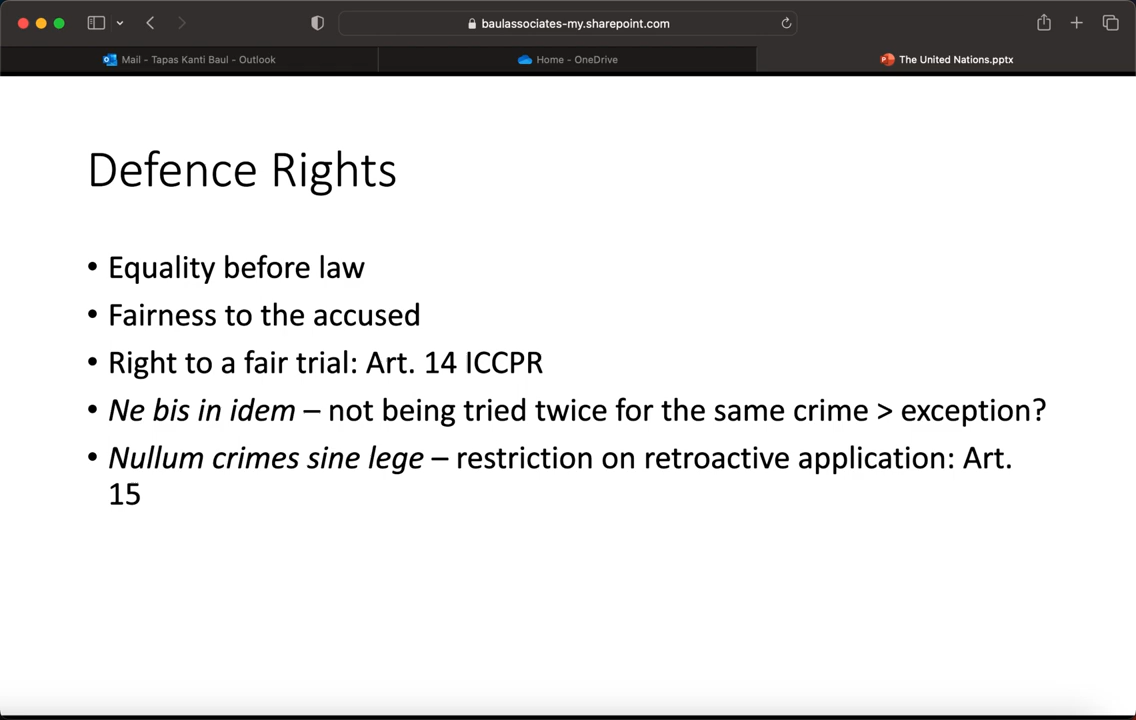 baulassociates-my.sharepoint.com
Mail - Tapas Kanti Baul - Outlook
Home - OneDrive
The United Nations.pptx
Defence Rights
• Equality before law
• Fairness to the accused
• Right to a fair trial: Art. 14 ICCPR
• Ne bis in idem – not being tried twice for the same crime > exception?
• Nullum crimes sine lege – restriction on retroactive application: Art.
15